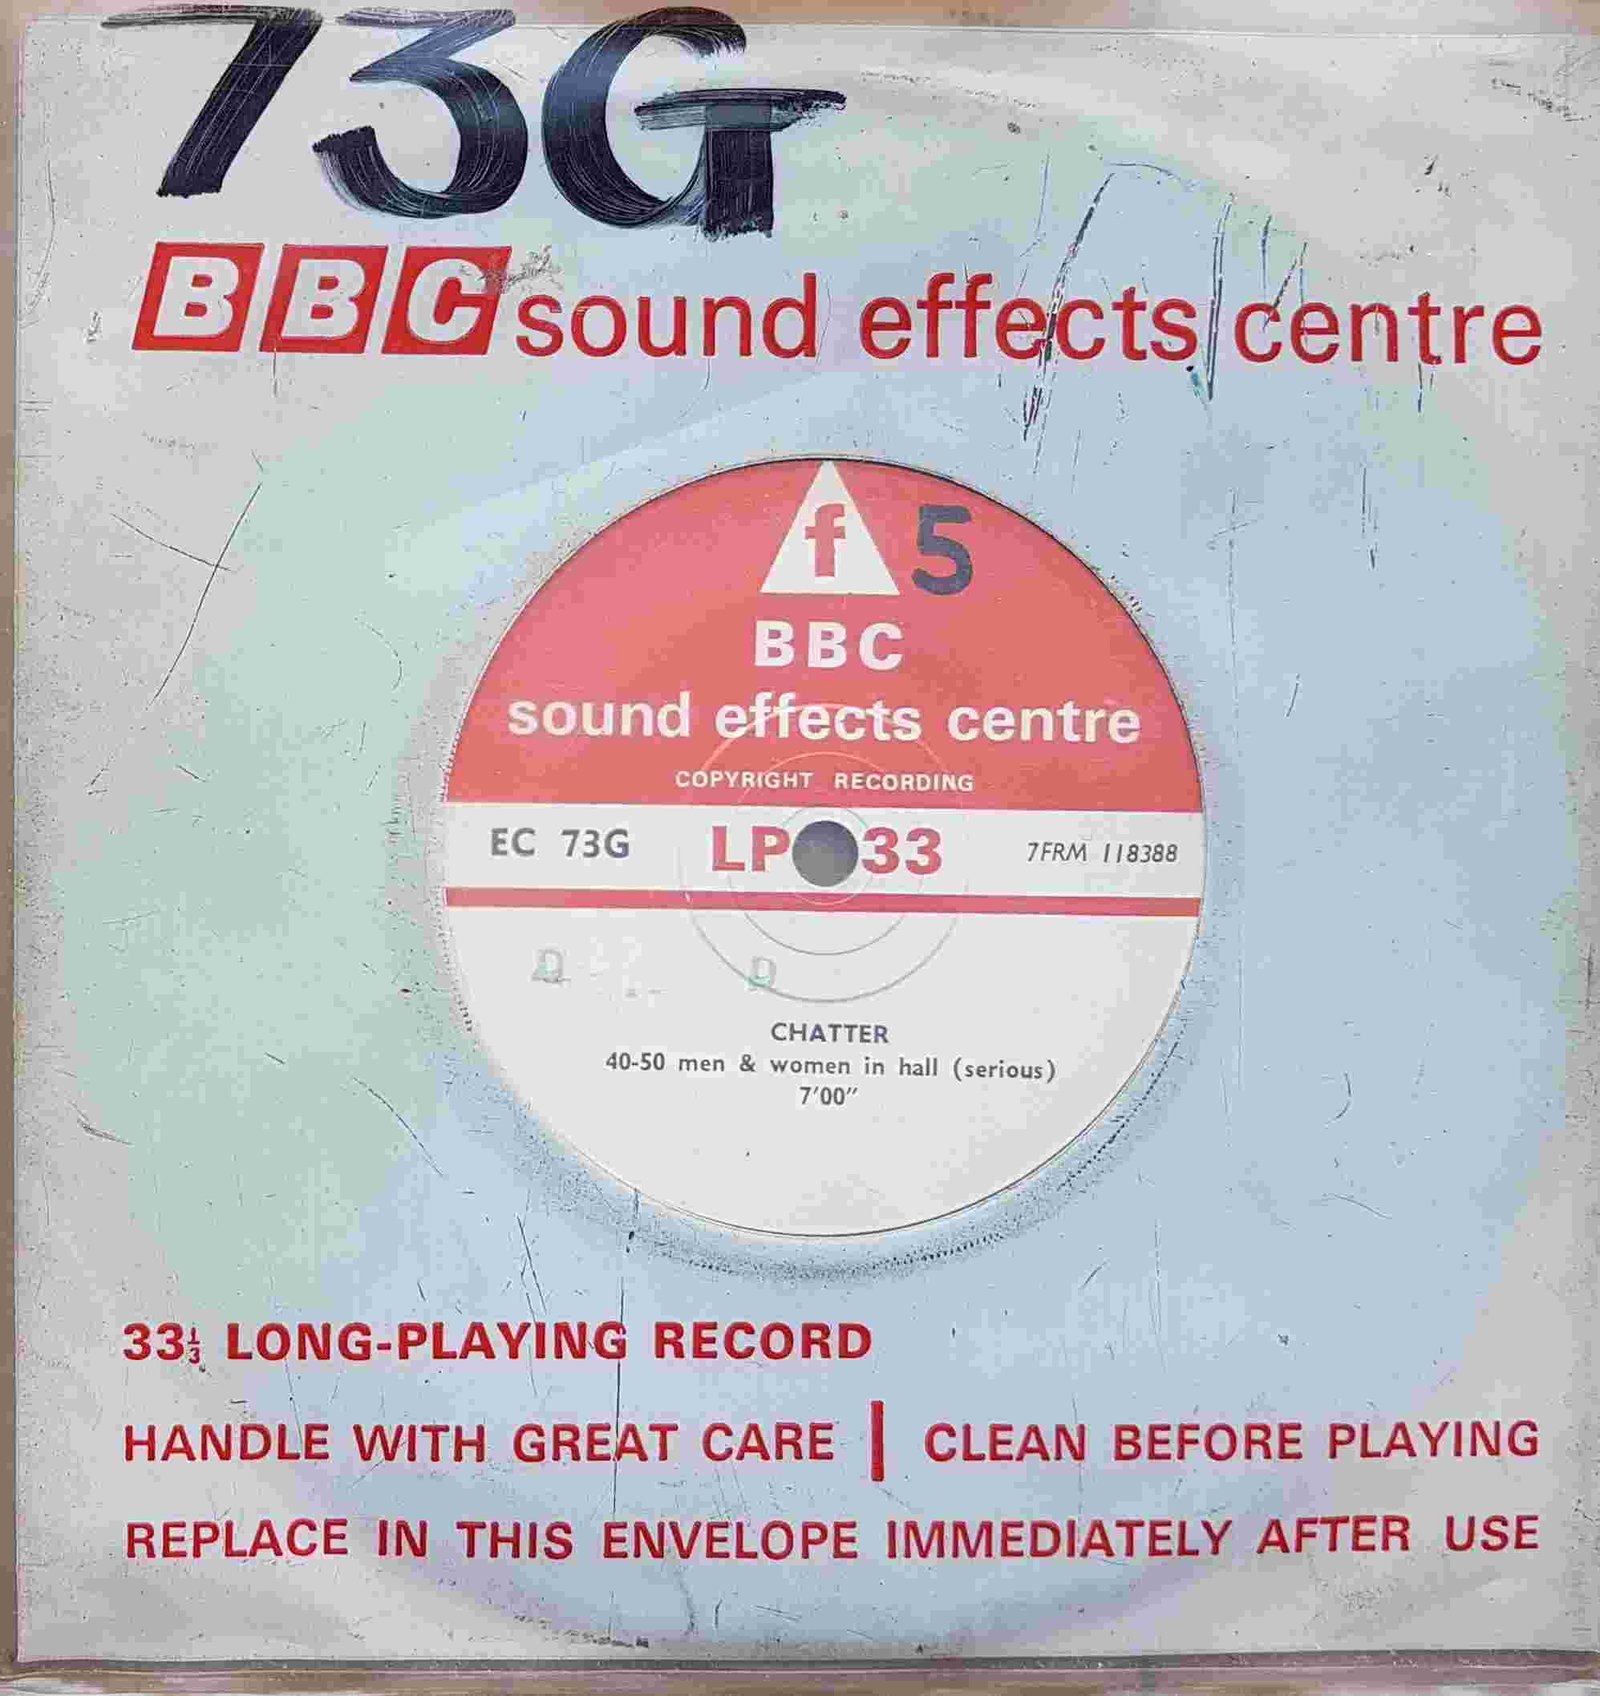 73G
BBC sound effects centre
f 5
BBC
sound effects centre
COPYRIGHT RECORDING
EC 73G LP 33 7FRM 118388
CHATTER
40-50 men & women in hall (serious)
7'00"
33⅓ LONG-PLAYING RECORD
HANDLE WITH GREAT CARE | CLEAN BEFORE PLAYING
REPLACE IN THIS ENVELOPE IMMEDIATELY AFTER USE